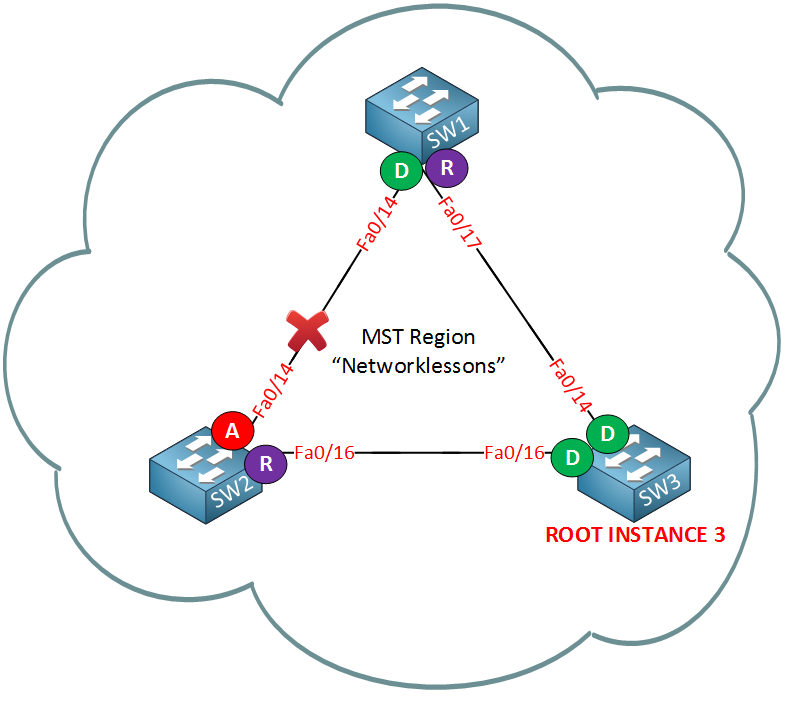 SW1
D
R
Fa0/14
Fa0/17
MST Region
“Networklessons”
Fa0/14
Fa0/14
A
D
R
Fa0/16
Fa0/16
D
SW2
SW3
ROOT INSTANCE 3